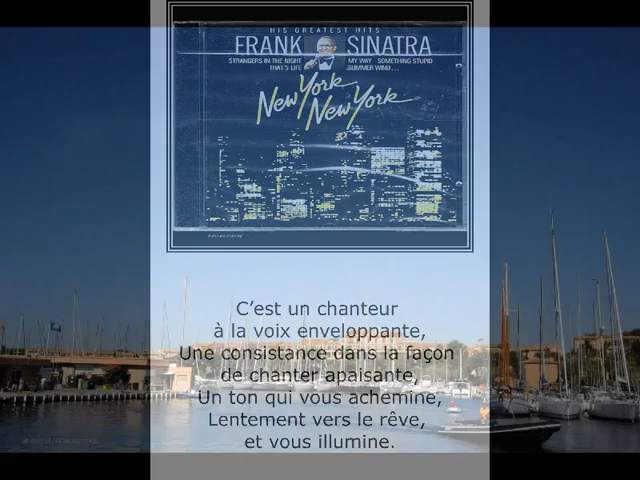 HIS GREATEST HITS
FRANK SINATRA
STRANGERS IN THE NIGHT MY WAY SOMETHING STUPID
THAT'S LIFE SUMMER WIND...
New York
New York
C'est un chanteur
à la voix enveloppante,
Une consistance dans la façon
de chanter apaisante,
Un ton qui vous achemine,
Lentement vers le rêve,
et vous illumine.